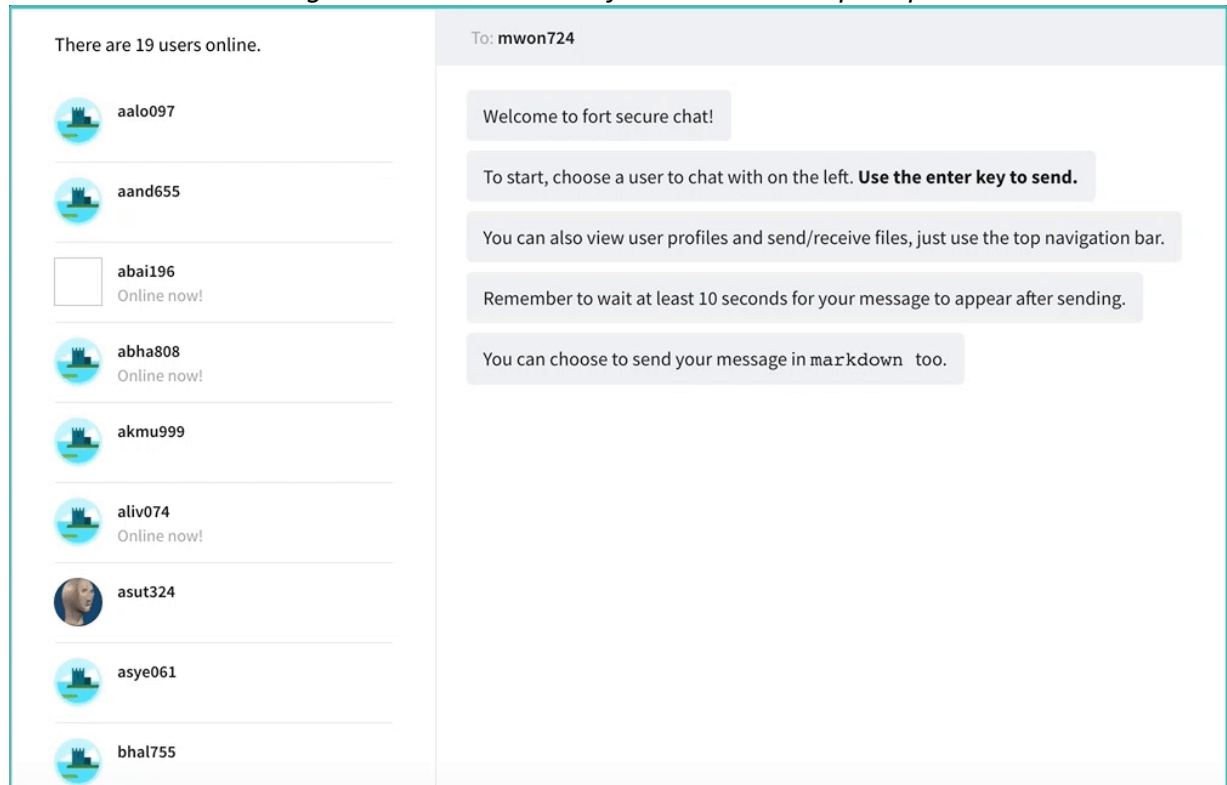 There are 19 users online.
aalo097
aand655
abai196
Online now!
abha808
Online now!
akmu999
aliv074
Online now!
asut324
asye061
bhal755
To: mwon724
Welcome to fort secure chat!
To start, choose a user to chat with on the left. Use the enter key to send.
You can also view user profiles and send/receive files, just use the top navigation bar.
Remember to wait at least 10 seconds for your message to appear after sending.
You can choose to send your message in markdown too.